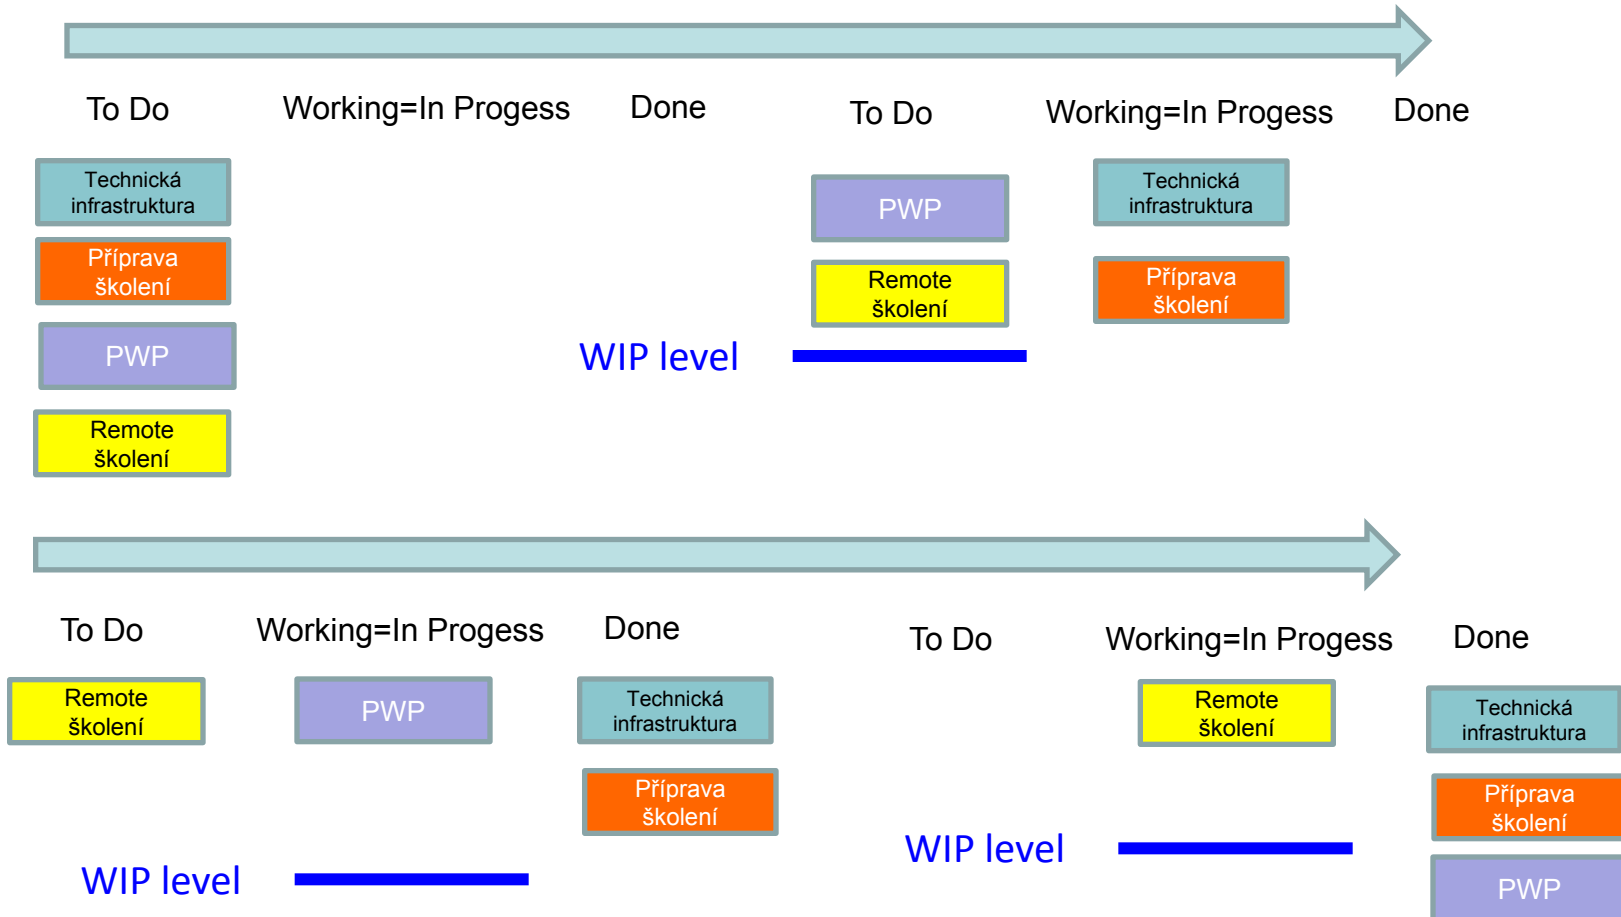 To Do
Working=In Progess
Done
Technická
infrastruktura
Příprava
školení
PWP
Remote
školení
To Do
Working=In Progess
Done
PWP
Remote
školení
Technická
infrastruktura
Příprava
školení
WIP level
To Do
Working=In Progess
Done
Remote
školení
PWP
Technická
infrastruktura
Příprava
školení
WIP level
To Do
Working=In Progess
Done
Remote
školení
Technická
infrastruktura
Příprava
školení
PWP
WIP level